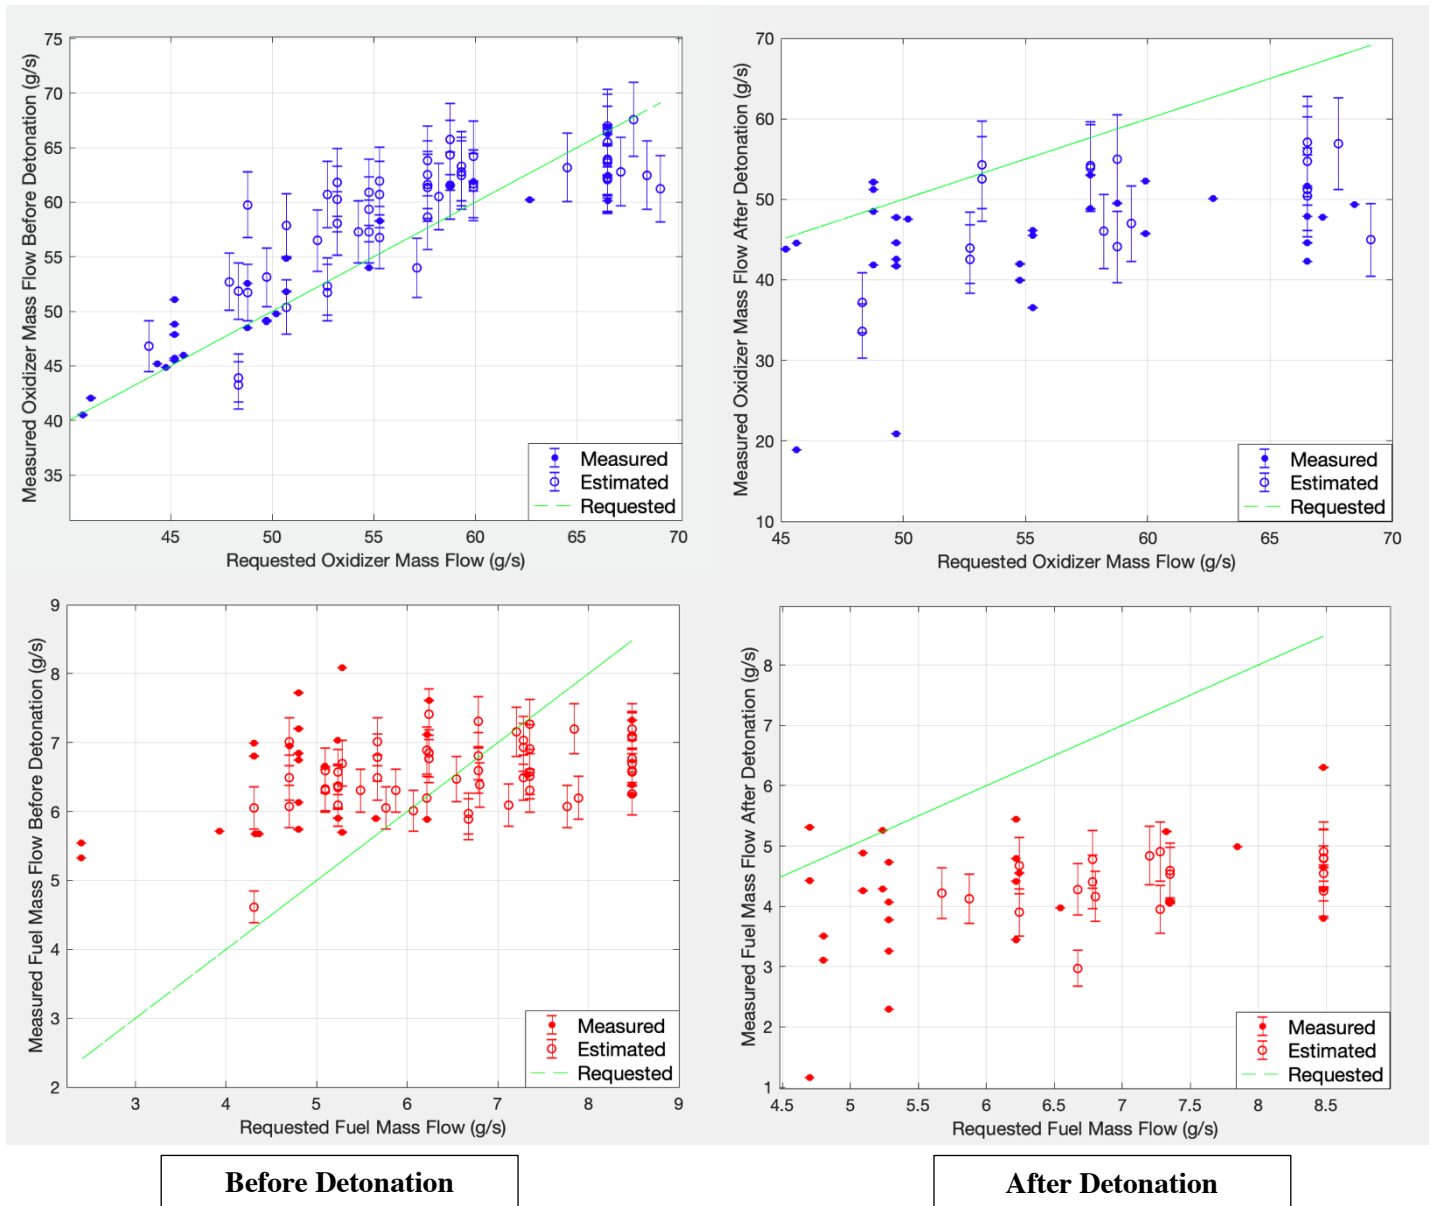 75
70
65
60
55
50
45
40
35
45
50
55
60
65
70
Measured Oxidizer Mass Flow Before Detonation (g/s)
Requested Oxidizer Mass Flow (g/s)
Measured
Estimated
Requested
70
60
50
40
30
20
10
45
50
55
60
65
70
Measured Oxidizer Mass Flow After Detonation (g/s)
Requested Oxidizer Mass Flow (g/s)
Measured
Estimated
Requested
9
8
7
6
5
4
3
2
3
4
5
6
7
8
9
Measured Fuel Mass Flow Before Detonation (g/s)
Requested Fuel Mass Flow (g/s)
Measured
Estimated
Requested
8
7
6
5
4
3
2
1
4.5
5
5.5
6
6.5
7
7.5
8
8.5
Measured Fuel Mass Flow After Detonation (g/s)
Requested Fuel Mass Flow (g/s)
Measured
Estimated
Requested
Before Detonation
After Detonation